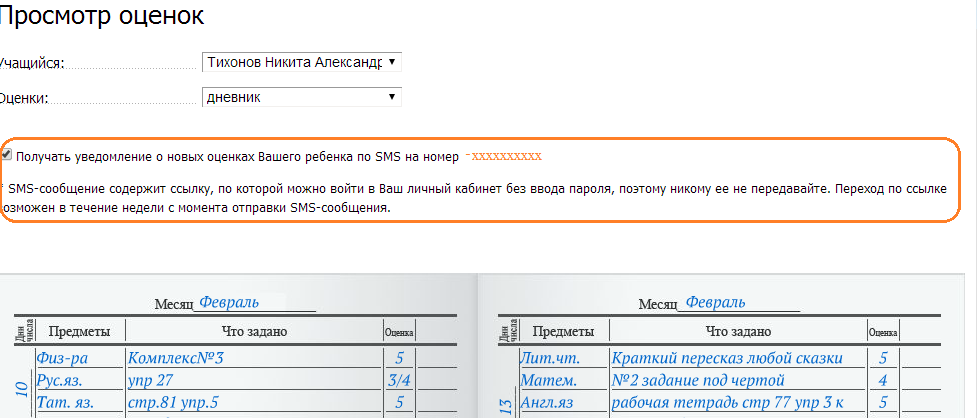 Просмотр оценок
Учащийся: Тихонов Никита Александр
Оценки: дневник
Получать уведомление о новых оценках Вашего ребенка по SMS на номер -xxxxxxxxxx
* SMS-сообщение содержит ссылку, по которой можно войти в Ваш личный кабинет без ввода пароля, поэтому никому ее не передавайте. Переход по ссылке
возможен в течение недели с момента отправки SMS-сообщения.
Месяц Февраль
Дни числа Предметы Что задано Оценка
10
Физ-ра Комплекс№3 5
Рус.яз. упр 27 3/4
Тат. яз. стр.81 упр.5 5
Месяц Февраль
Дни числа Предметы Что задано Оценка
13
Лит.чт. Краткий пересказ любой сказки 5
Матем. №2 задание под чертой 4
Англ.яз рабочая тетрадь стр 77 упр 3 к 5